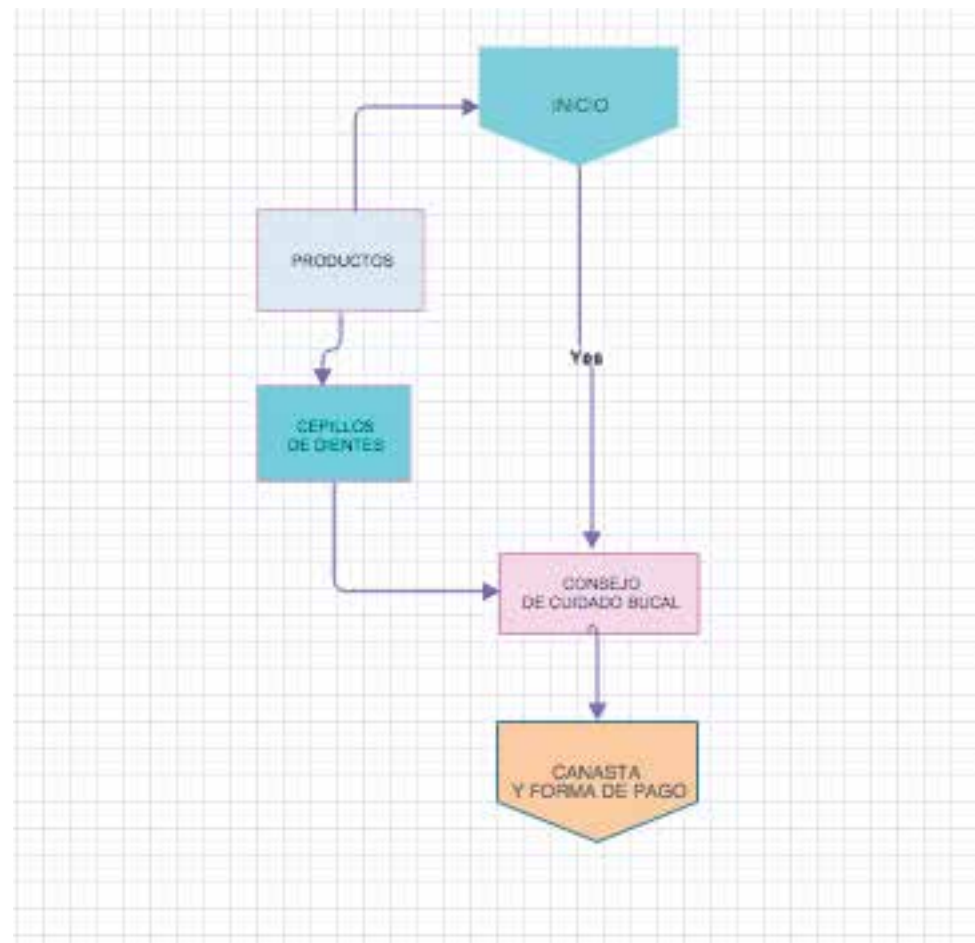 INICIO
PRODUCTOS
Yes
CEPILLOS
DE DIENTES
CONSEJO
DE CUIDADO BUCAL
CANASTA
Y FORMA DE PAGO